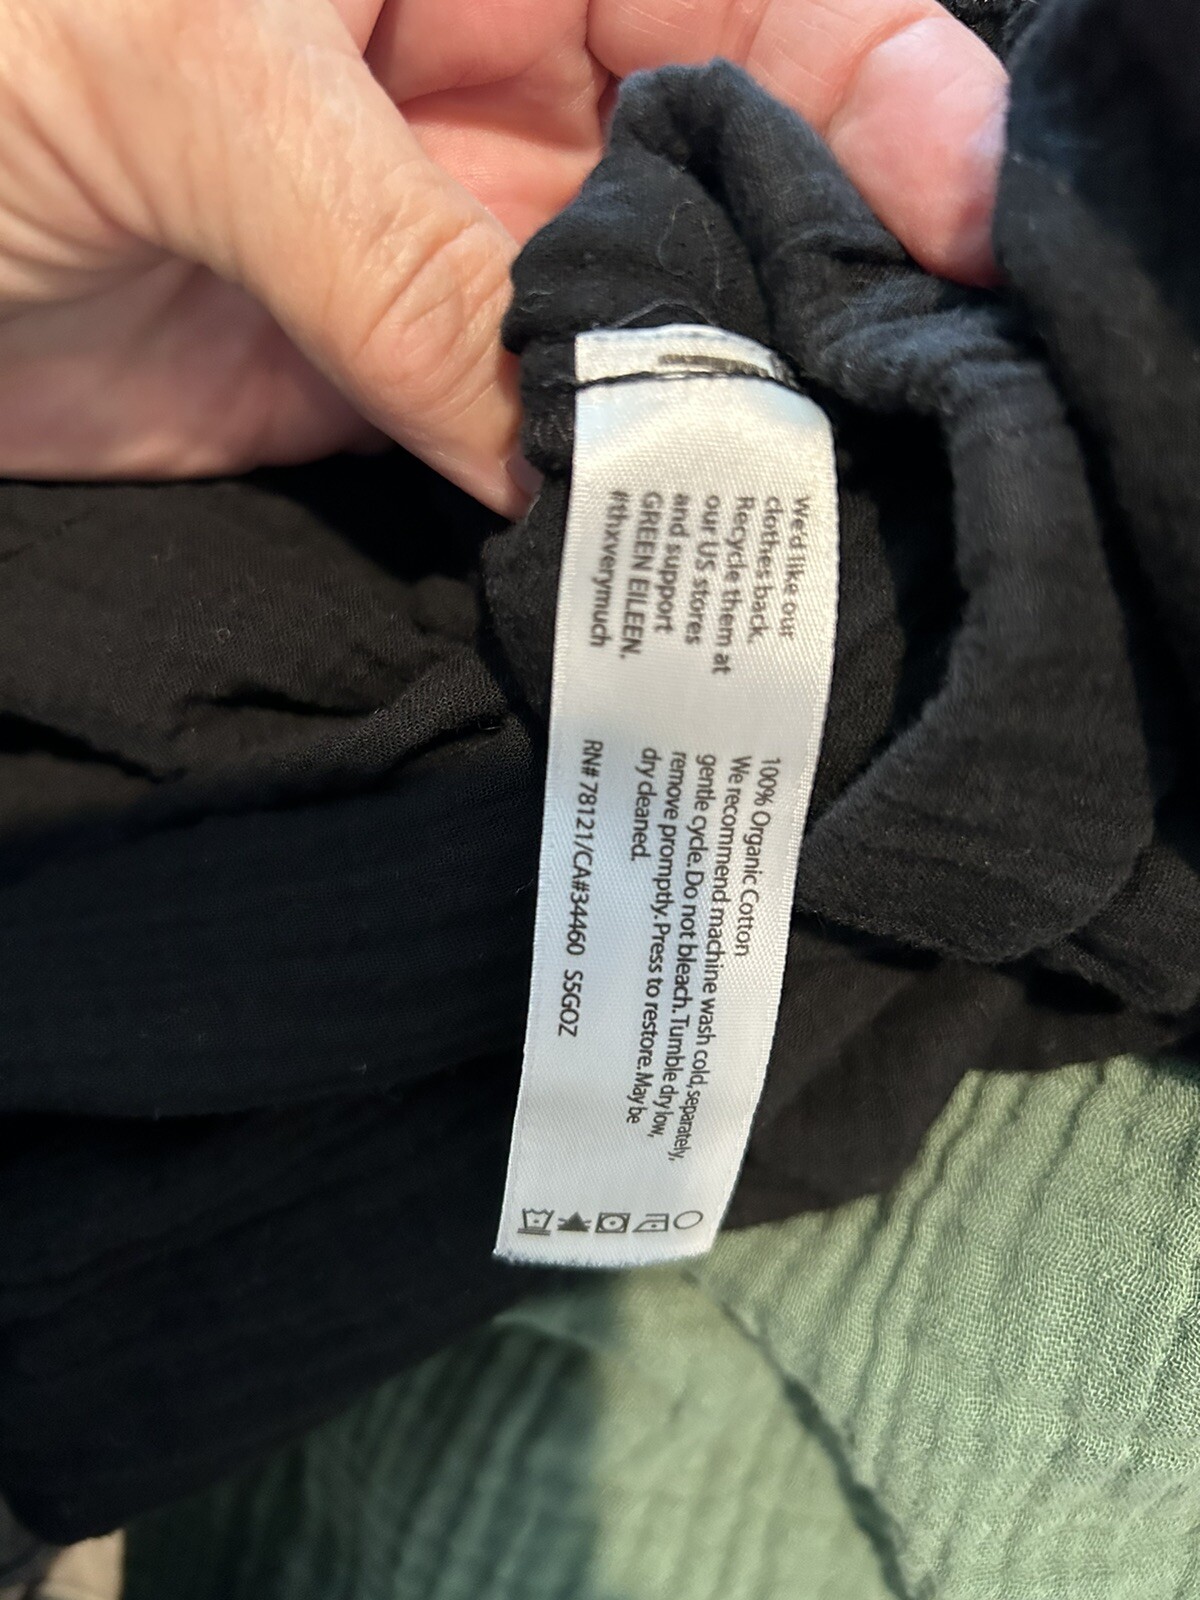 We'd like our
clothes back.
Recycle them at
our US stores
and support
GREEN EILEEN.
#thxverymuch
100% Organic Cotton
We recommend machine wash cold, separately,
gentle cycle. Do not bleach. Tumble dry low,
remove promptly. Press to restore. May be
dry cleaned.
RN# 78121/CA#34460 S5GOZ